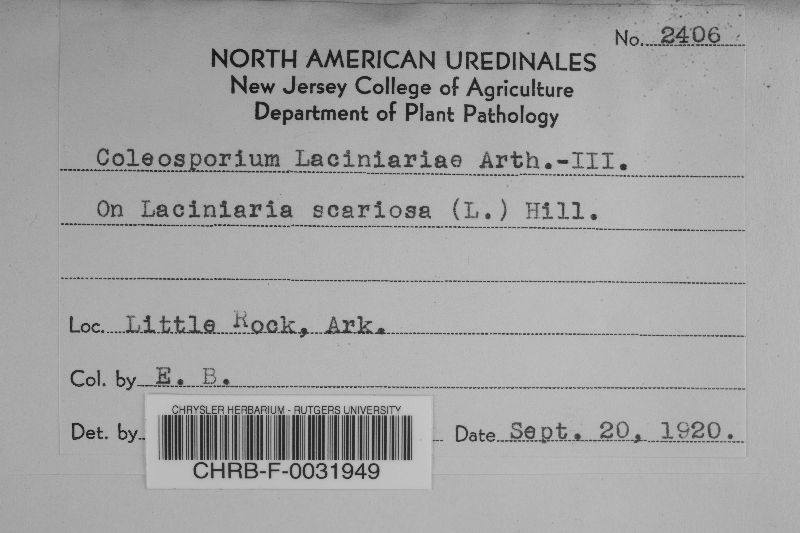 No. 2406
NORTH AMERICAN UREDINALES
New Jersey College of Agriculture
Department of Plant Pathology
Coleosporium Laciniariae Arth.-III.
On Laciniaria scariosa (L.) Hill.
Loc. Little Rock, Ark.
Col. by E. B.
Det. by
Date Sept. 20, 1920.
CHRYSLER HERBARIUM - RUTGERS UNIVERSITY
CHRB-F-0031949